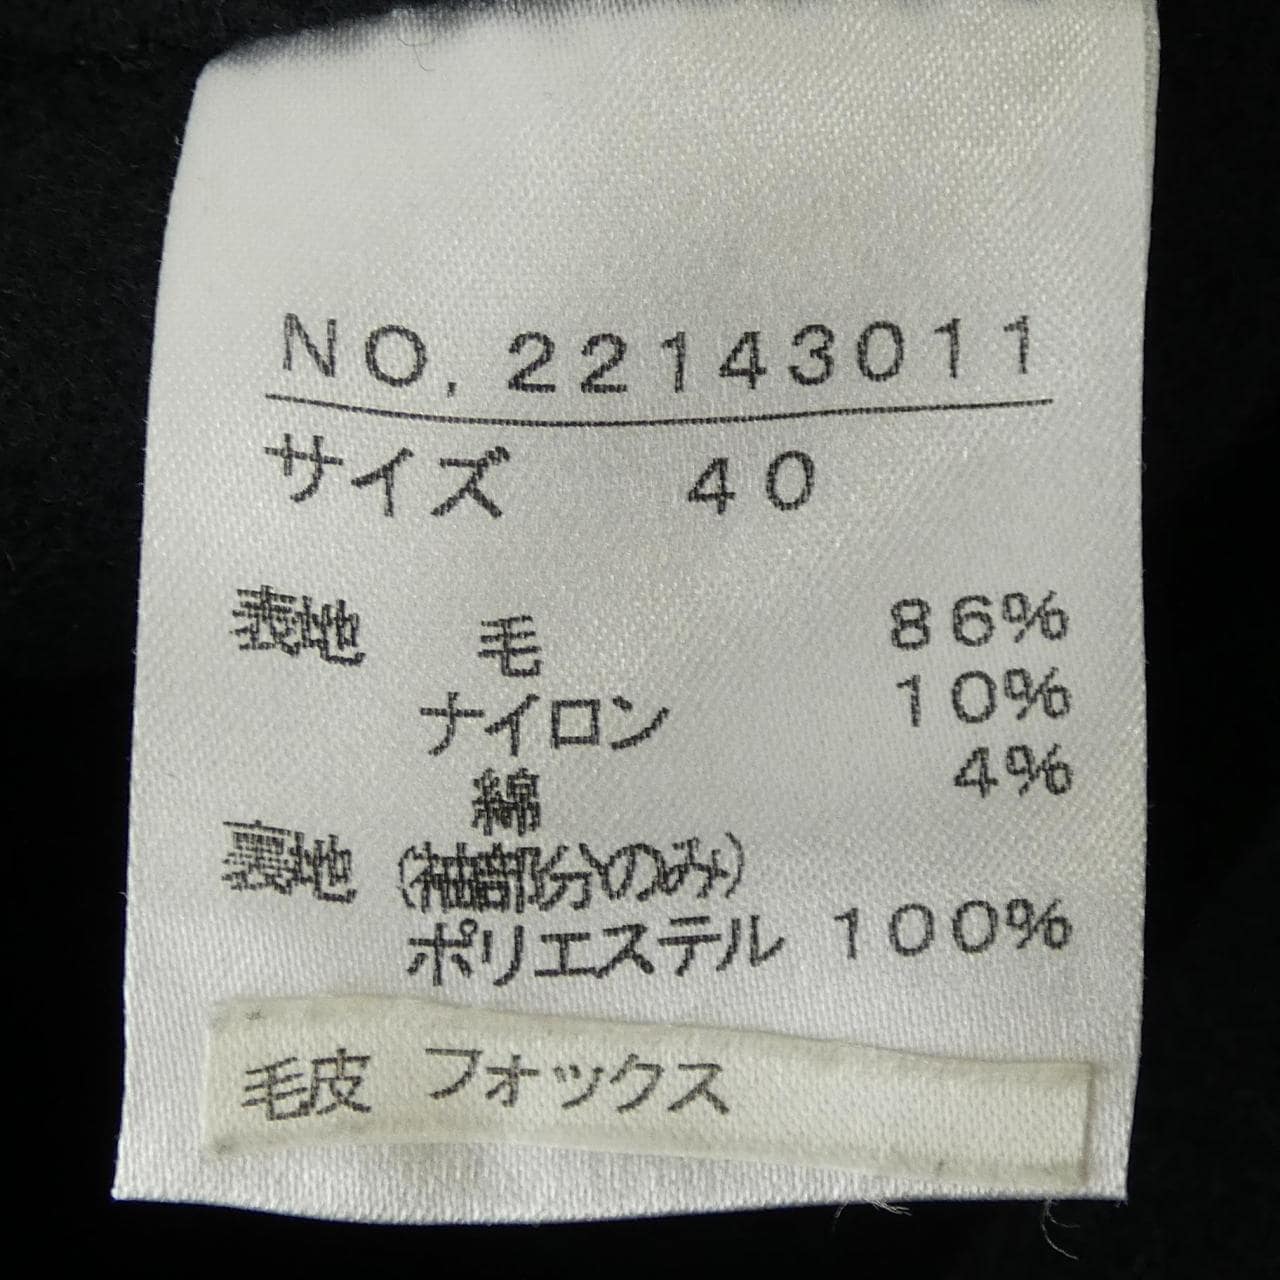 NO.22143011
サイズ 40
表地 毛 86%
ナイロン 10%
綿 4%
裏地 (袖部分のみ)
ポリエステル 100%
毛皮 フォックス